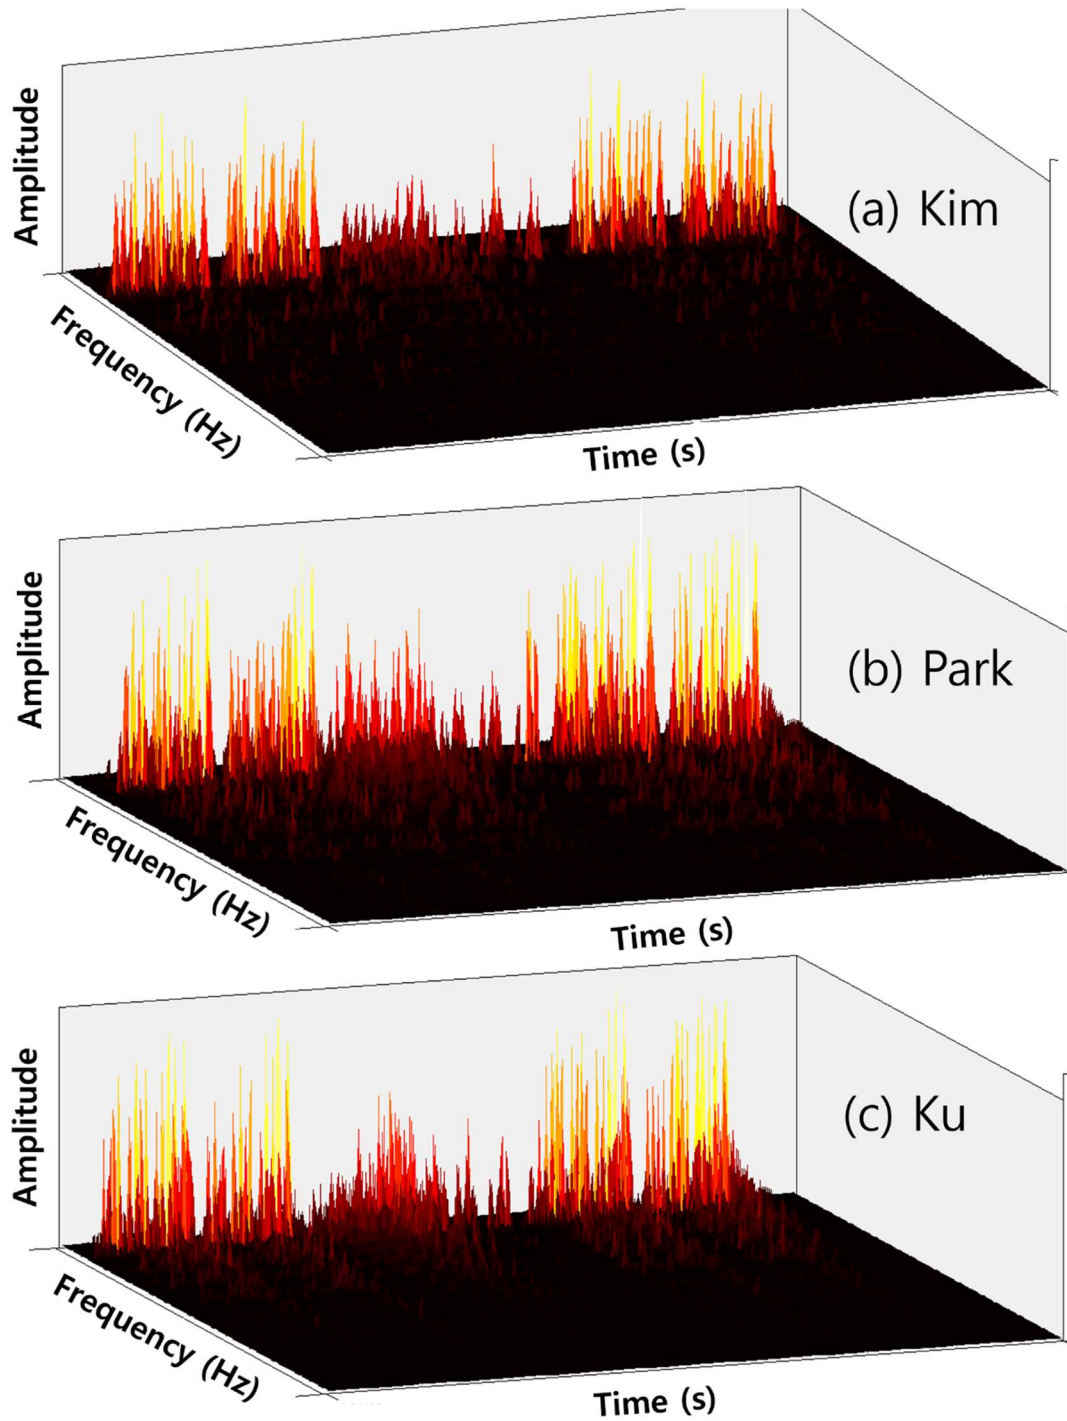 Amplitude
(a) Kim
Frequency (Hz)
Time (s)
Amplitude
(b) Park
Frequency (Hz)
Time (s)
Amplitude
(c) Ku
Frequency (Hz)
Time (s)